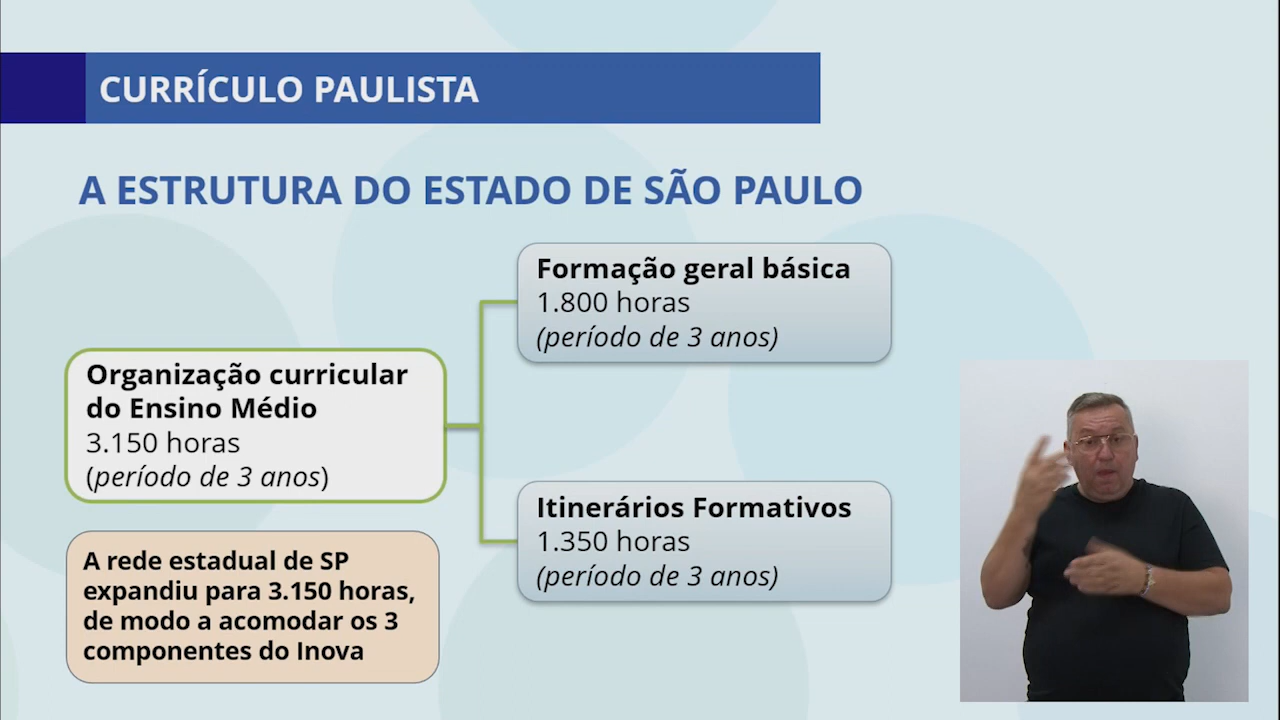 CURRÍCULO PAULISTA
A ESTRUTURA DO ESTADO DE SÃO PAULO
Formação geral básica
1.800 horas
(período de 3 anos)
Organização curricular
do Ensino Médio
3.150 horas
(período de 3 anos)
Itinerários Formativos
1.350 horas
(período de 3 anos)
A rede estadual de SP
expandiu para 3.150 horas,
de modo a acomodar os 3
componentes do Inova